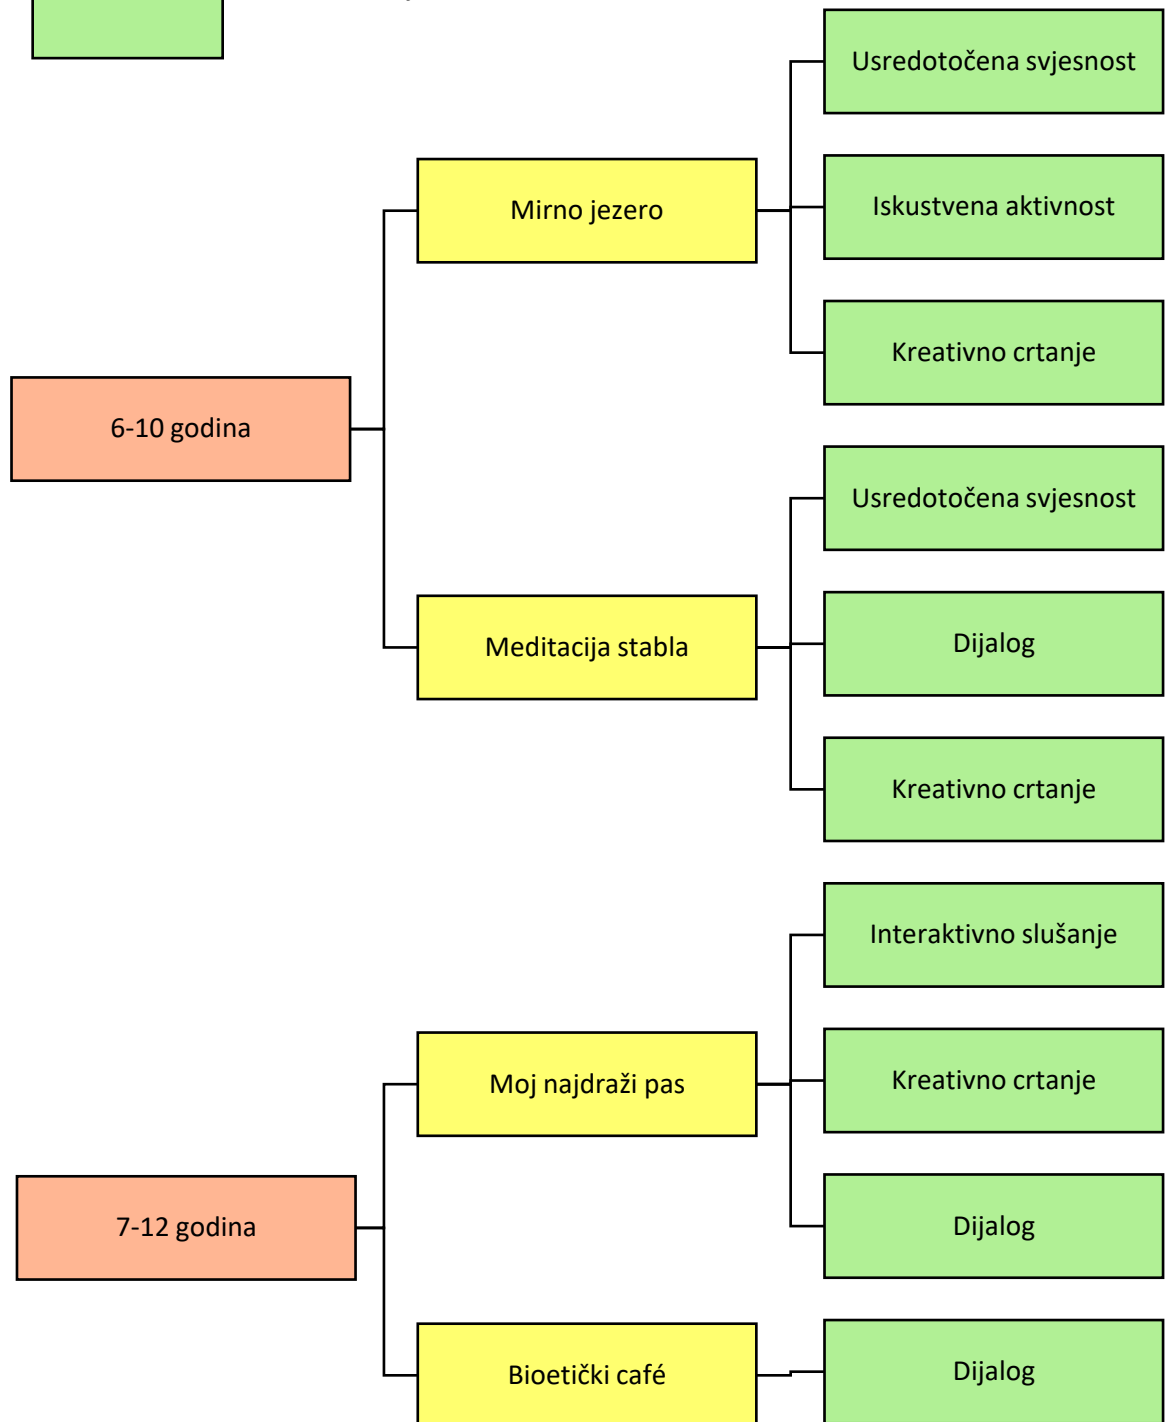 6-10 godina
Mirno jezero
Usredotočena svjesnost
Iskustvena aktivnost
Kreativno crtanje
Meditacija stabla
Usredotočena svjesnost
Dijalog
Kreativno crtanje
7-12 godina
Moj najdraži pas
Interaktivno slušanje
Kreativno crtanje
Dijalog
Bioetički café
Dijalog